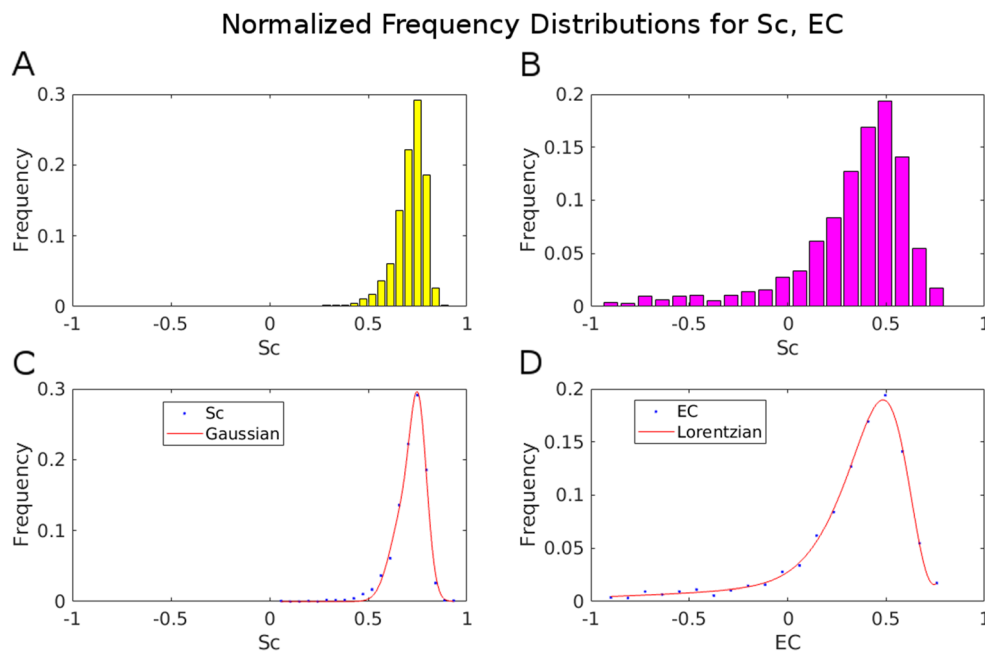 Normalized Frequency Distributions for Sc, EC
A
Frequency
0.3
0.2
0.1
0
-1
-0.5
0
0.5
1
Sc
B
Frequency
0.2
0.15
0.1
0.05
0
-1
-0.5
0
0.5
1
Sc
C
Frequency
0.3
0.2
0.1
0
Sc
Gaussian
-1
-0.5
0
0.5
1
Sc
D
Frequency
0.2
0.15
0.1
0.05
0
EC
Lorentzian
-1
-0.5
0
0.5
1
EC